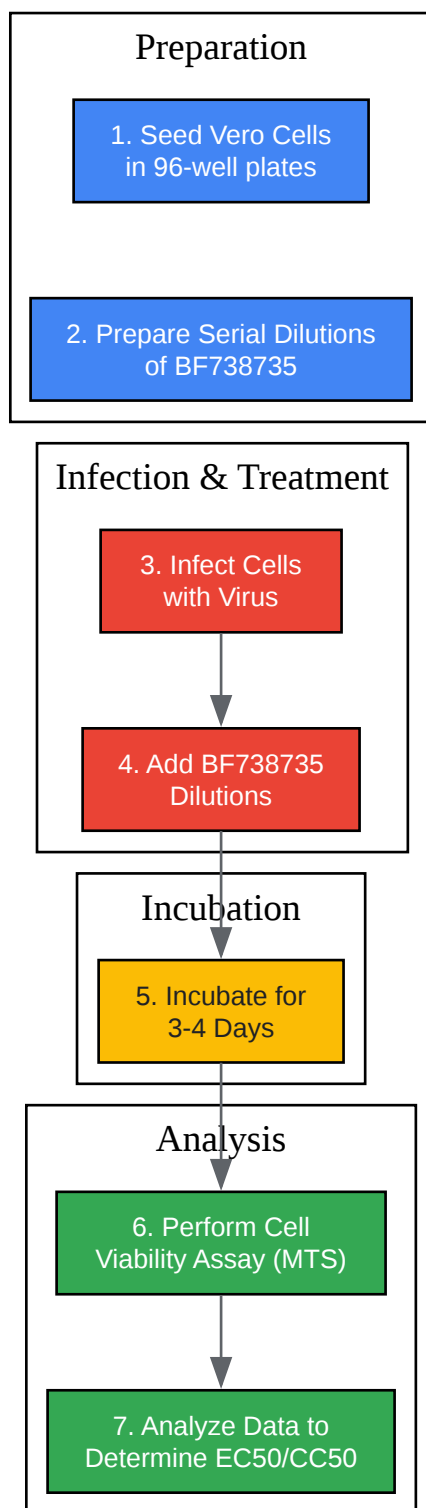 Preparation
1. Seed Vero Cells
in 96-well plates
2. Prepare Serial Dilutions
of BF738735
Infection & Treatment
3. Infect Cells
with Virus
4. Add BF738735
Dilutions
Incubation
5. Incubate for
3-4 Days
Analysis
6. Perform Cell
Viability Assay (MTS)
7. Analyze Data to
Determine EC50/CC50